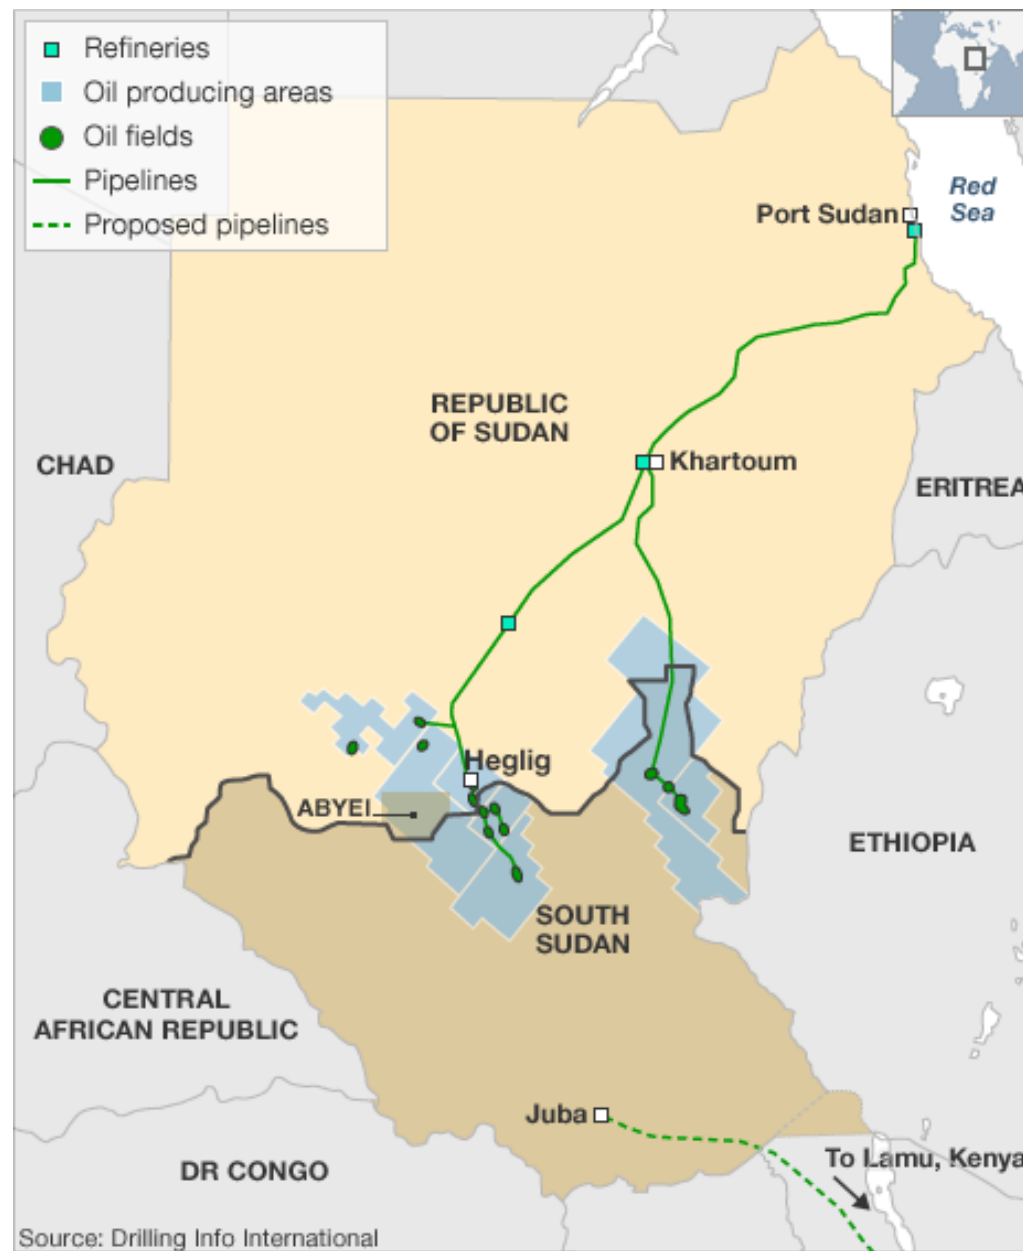 Refineries
Oil producing areas
Oil fields
Pipelines
Proposed pipelines
Red
Sea
Port Sudan
REPUBLIC
OF SUDAN
Khartoum
CHAD
ERITREA
Heglig
ABYEI
ETHIOPIA
SOUTH
SUDAN
CENTRAL
AFRICAN REPUBLIC
Juba
To Lamu, Kenya
DR CONGO
Source: Drilling Info International